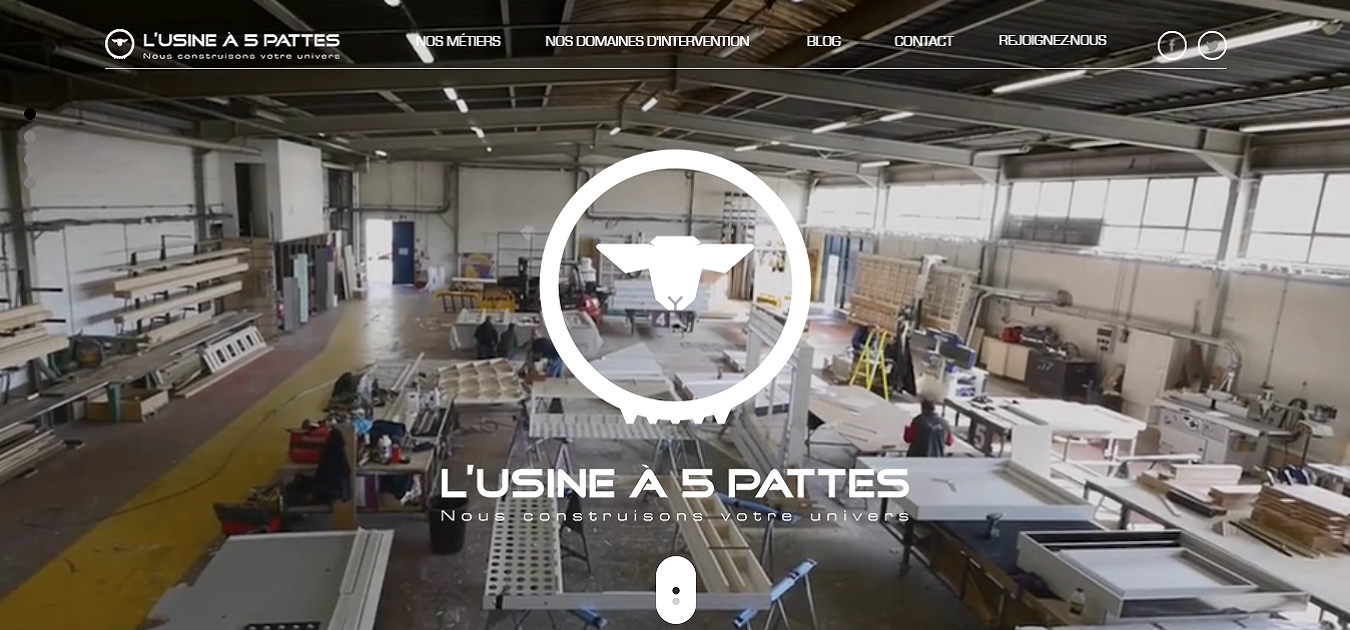 L'USINE À 5 PATTES
Nous construisons votre univers
NOS MÉTIERS
NOS DOMAINES D'INTERVENTION
BLOG
CONTACT
REJOIGNEZ-NOUS
L'USINE À 5 PATTES
Nous construisons votre univers